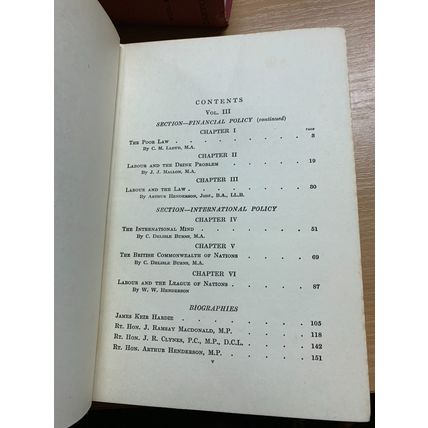 CONTENTS
Vol. III
SECTION—FINANCIAL POLICY (continued)
CHAPTER I
PAGE
The Poor Law . . . . . . . 3
By C. M. Lloyd, M.A.
CHAPTER II
Labour and the Drink Problem . . . . 19
By J. J. Mallon, M.A.
CHAPTER III
Labour and the Law . . . . . . . 30
By Arthur Henderson, Junr., B.A., LL.B.
SECTION—INTERNATIONAL POLICY
CHAPTER IV
The International Mind . . . . . 51
By C. Delisle Burns, M.A.
CHAPTER V
The British Commonwealth of Nations . . . 69
By C. Delisle Burns, M.A.
CHAPTER VI
Labour and the League of Nations . . . . 87
By W. W. Henderson
BIOGRAPHIES
James Keir Hardie . . . . . . 105
Rt. Hon. J. Ramsay Macdonald, M.P. . . . . 118
Rt. Hon. J. R. Clynes, P.C., M.P., D.C.L. . . . 142
Rt. Hon. Arthur Henderson, M.P. . . . . 151
v